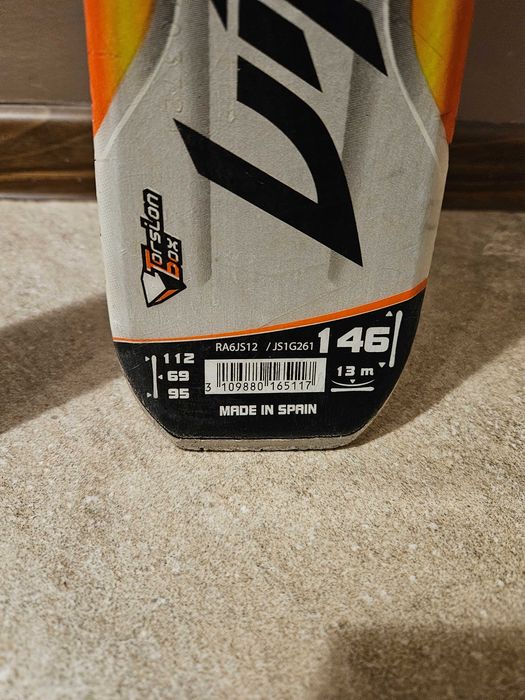 Torsion
box
RA6JS12 /JS1G261
146
112
69
95
13 m
3 109880 165117
MADE IN SPAIN